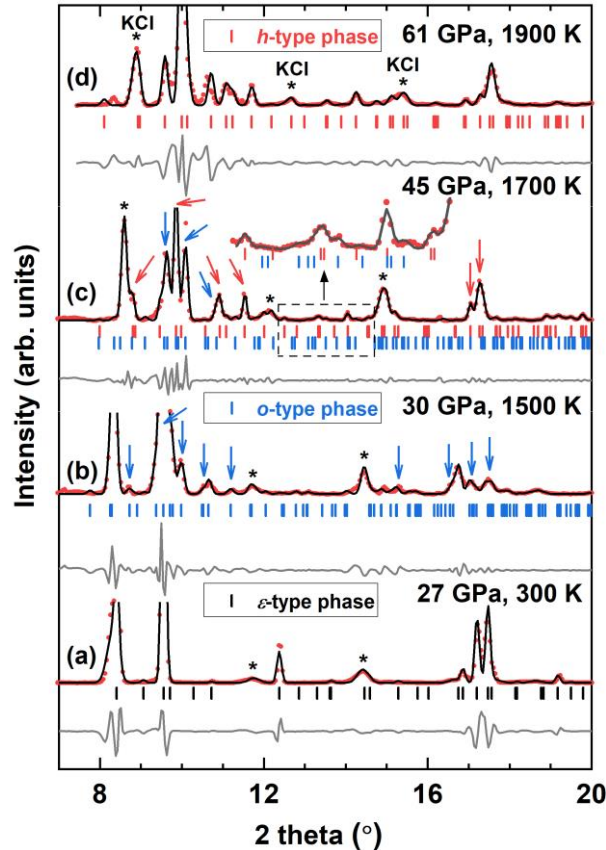 61 GPa, 1900 K
h-type phase
KCl
*
KCl
*
KCl
*
(d)
45 GPa, 1700 K
*
(c)
*
*
o-type phase
30 GPa, 1500 K
(b)
*
*
ε-type phase
27 GPa, 300 K
(a)
*
*
Intensity (arb. units)
8 12 16 20
2 theta (°)